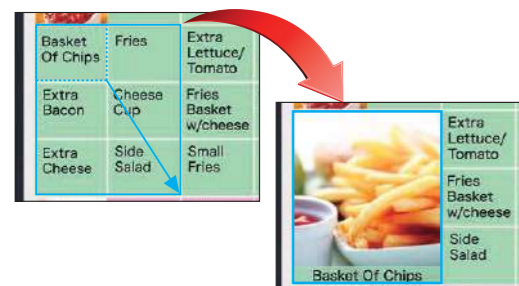 Basket
Of Chips
Fries
Extra
Lettuce/
Tomato
Extra
Bacon
Cheese
Cup
Fries
Basket
w/cheese
Extra
Cheese
Side
Salad
Small
Fries
Extra
Lettuce/
Tomato
Fries
Basket
w/cheese
Side
Salad
Basket Of Chips